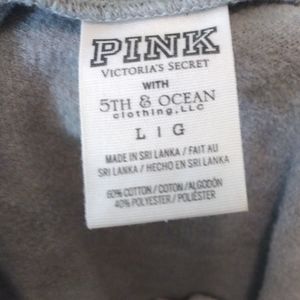 PINK
VICTORIA'S SECRET
WITH
5TH & OCEAN
clothing, LLC
L I G
MADE IN SRI LANKA / FAIT AU
SRI LANKA / HECHO EN SRI LANKA
60% COTTON / COTON / ALGODÓN
40% POLYESTER / POLIÉSTER